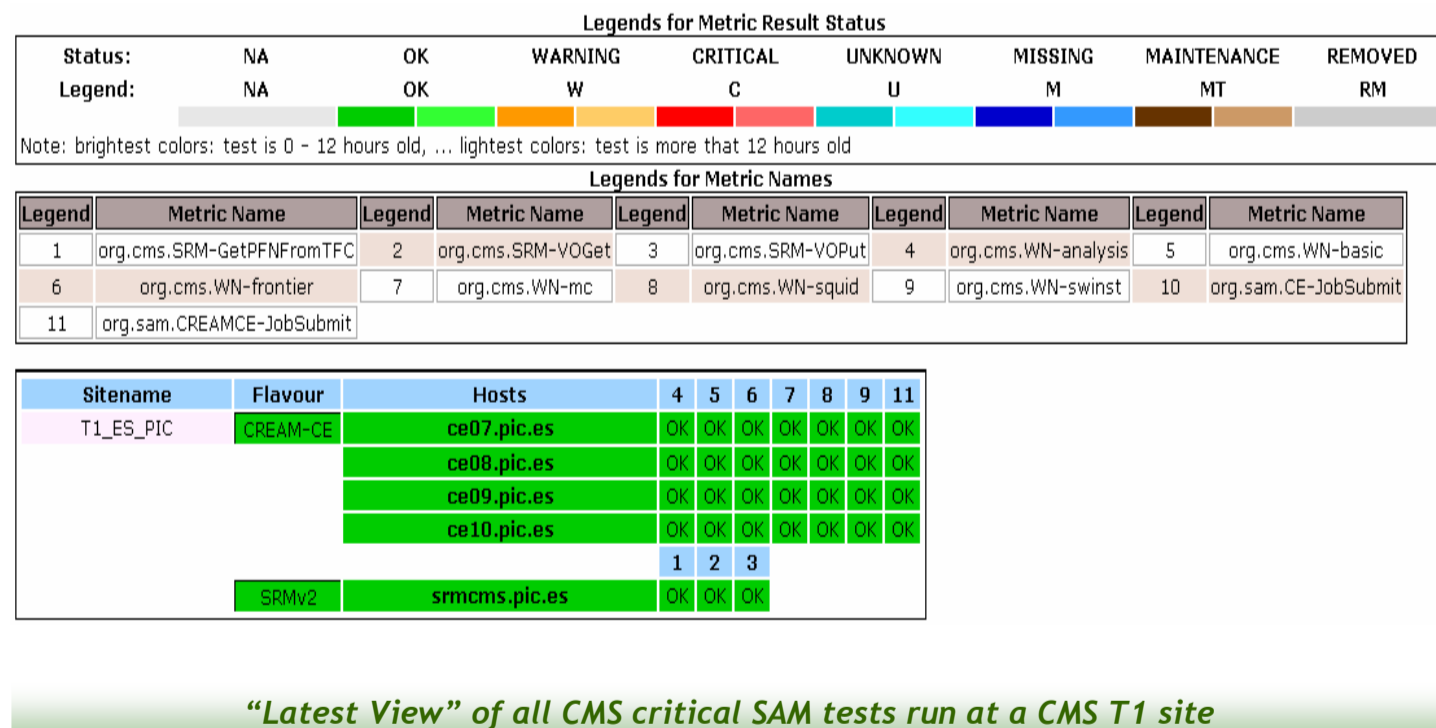 Legends for Metric Result Status
Status: NA OK WARNING CRITICAL UNKNOWN MISSING MAINTENANCE REMOVED
Legend: NA OK W C U M MT RM
Note: brightest colors: test is 0 - 12 hours old, ... lightest colors: test is more that 12 hours old
Legends for Metric Names
Legend Metric Name Legend Metric Name Legend Metric Name Legend Metric Name Legend Metric Name
1 org.cms.SRM-GetPFNFromTFC 2 org.cms.SRM-VOGet 3 org.cms.SRM-VOPut 4 org.cms.WN-analysis 5 org.cms.WN-basic
6 org.cms.WN-frontier 7 org.cms.WN-mc 8 org.cms.WN-squid 9 org.cms.WN-swinst 10 org.sam.CE-JobSubmit
11 org.sam.CREAMCE-JobSubmit
Sitename Flavour Hosts 4 5 6 7 8 9 11
T1_ES_PIC CREAM-CE ce07.pic.es OK OK OK OK OK OK OK
ce08.pic.es OK OK OK OK OK OK OK
ce09.pic.es OK OK OK OK OK OK OK
ce10.pic.es OK OK OK OK OK OK OK
1 2 3
SRMv2 srmcms.pic.es OK OK OK
“Latest View” of all CMS critical SAM tests run at a CMS T1 site